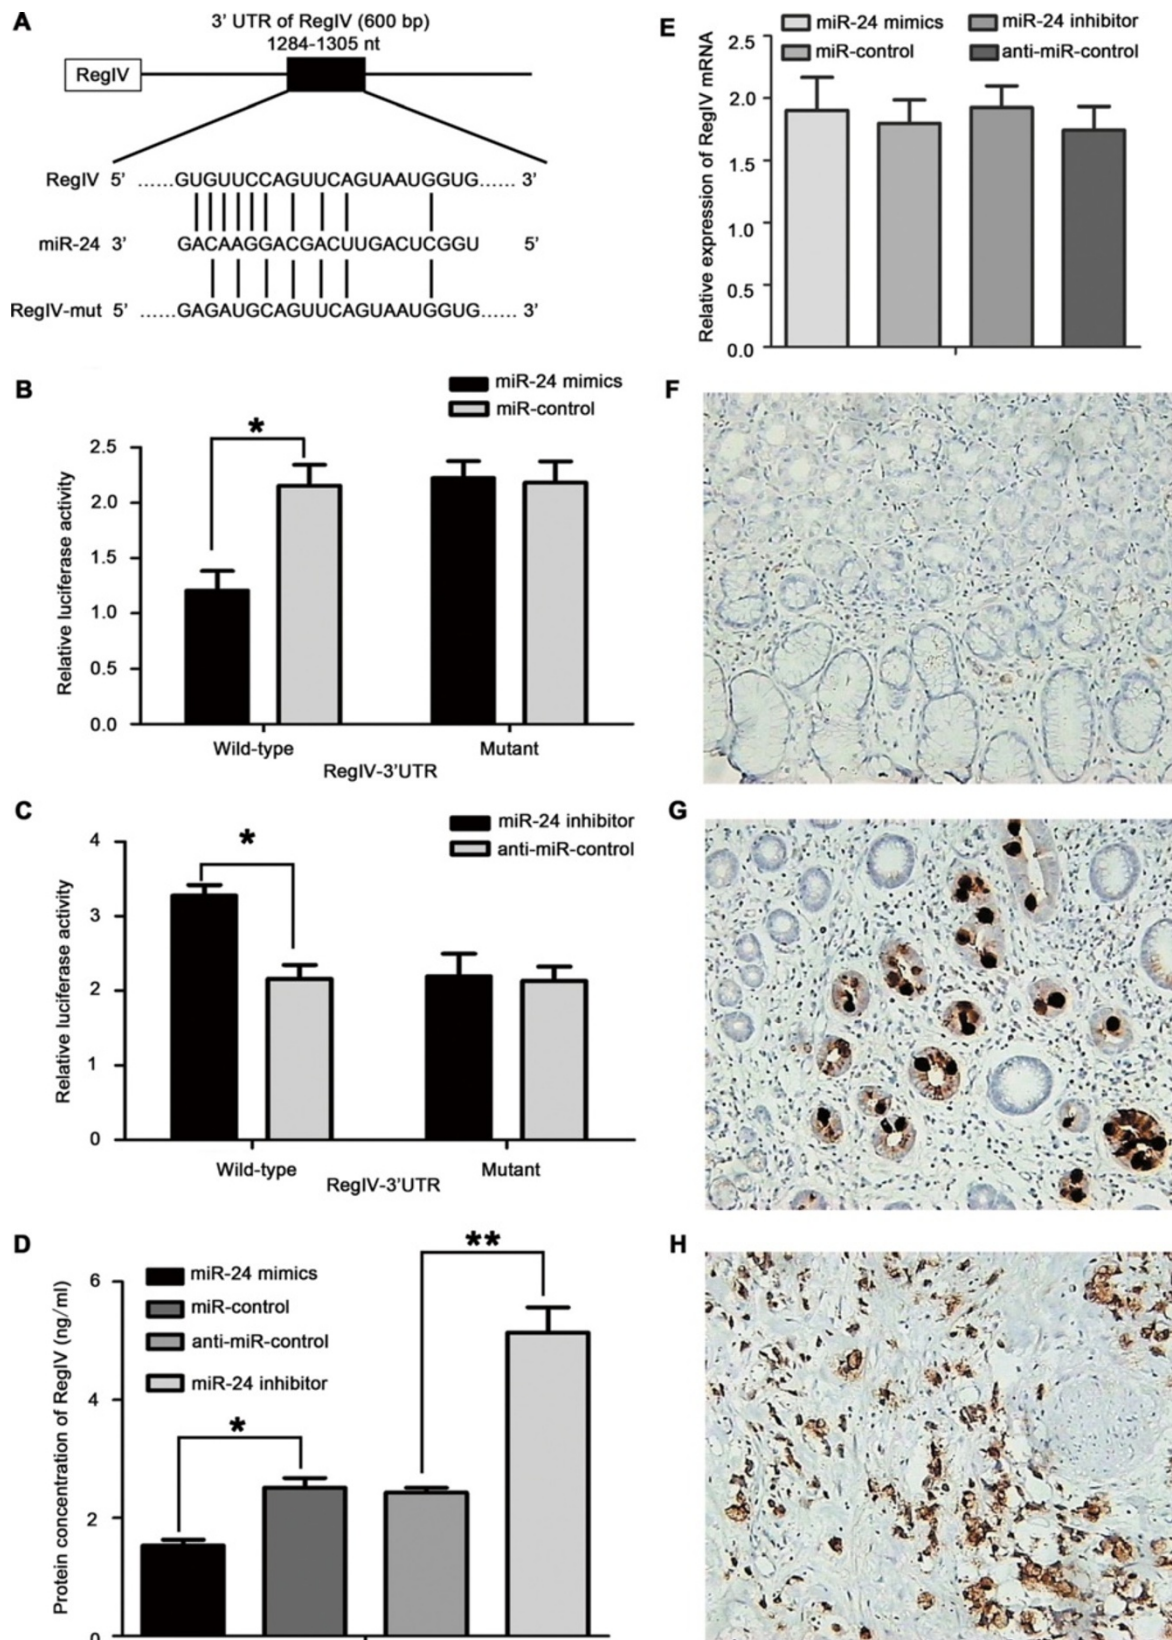 A
3' UTR of RegIV (600 bp)
1284-1305 nt
RegIV
RegIV 5' ......GUGUUCCAGUUCAGUAAUGGUG...... 3'
miR-24 3' GACAAGGACGACUUGACUCGGU 5'
RegIV-mut 5' ......GAGAUGCAGUUCAGUAAUGGUG...... 3'
B
miR-24 mimics
miR-control
*
Relative luciferase activity
2.5
2.0
1.5
1.0
0.5
0.0
Wild-type Mutant
RegIV-3'UTR
C
miR-24 inhibitor
anti-miR-control
*
Relative luciferase activity
4
3
2
1
0
Wild-type Mutant
RegIV-3'UTR
D
miR-24 mimics
miR-control
anti-miR-control
miR-24 inhibitor
*
**
Protein concentration of RegIV (ng/ml)
6
4
2
0
E
miR-24 mimics miR-24 inhibitor
miR-control anti-miR-control
Relative expression of RegIV mRNA
2.5
2.0
1.5
1.0
0.5
0.0
F
G
H